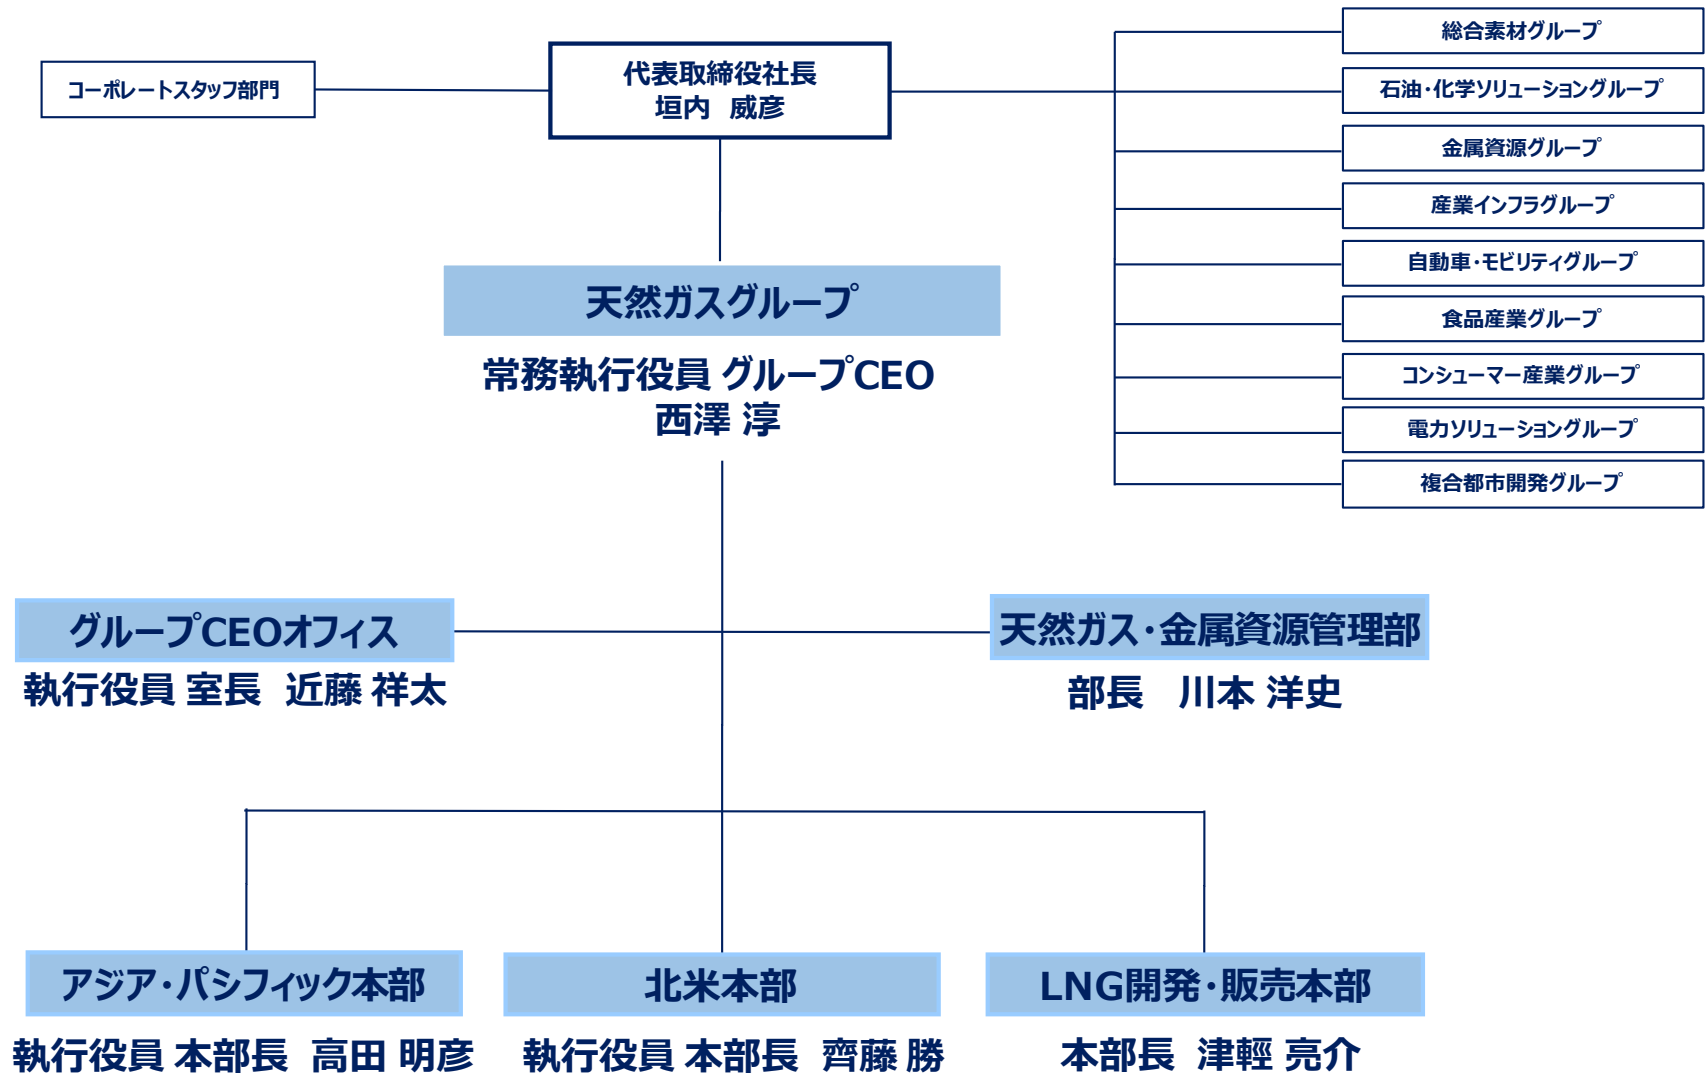 コーポレートスタッフ部門
代表取締役社長
垣内　威彦
総合素材グループ
石油・化学ソリューショングループ
金属資源グループ
産業インフラグループ
自動車・モビリティグループ
食品産業グループ
コンシューマー産業グループ
電力ソリューショングループ
複合都市開発グループ
天然ガスグループ
常務執行役員 グループCEO
西澤 淳
グループCEOオフィス
執行役員 室長 近藤 祥太
天然ガス・金属資源管理部
部長　川本 洋史
アジア・パシフィック本部
執行役員 本部長 高田 明彦
北米本部
執行役員 本部長 齊藤 勝
LNG開発・販売本部
本部長 津輕 亮介